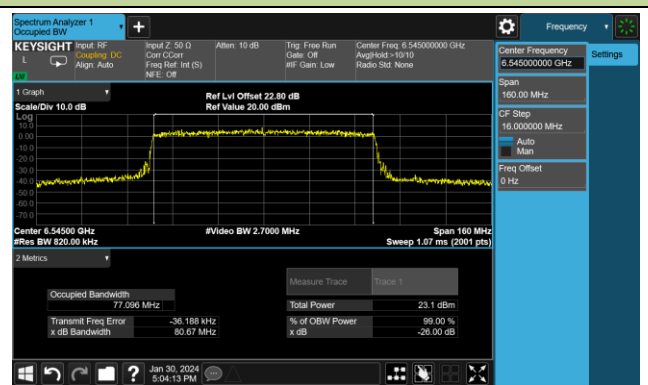 Spectrum Analyzer 1
Occupied BW
Frequency
KEYSIGHT
L
Input: RF
Coupling: DC
Align: Auto
Input Z: 50 Ω
Corr CCorr
Freq Ref: Int (S)
NFE: Off
Atten: 10 dB
Trig: Free Run
Gate: Off
#IF Gain: Low
Center Freq: 6.545000000 GHz
Avg|Hold:>10/10
Radio Std: None
Center Frequency
6.545000000 GHz
Settings
Span
160.00 MHz
CF Step
16.000000 MHz
Auto
Man
Freq Offset
0 Hz
1 Graph
Scale/Div 10.0 dB
Ref Lvl Offset 22.80 dB
Ref Value 20.00 dBm
Log
10.0
0.00
-10.0
-20.0
-30.0
-40.0
-50.0
-60.0
-70.0
Center 6.54500 GHz
#Res BW 820.00 kHz
#Video BW 2.7000 MHz
Span 160 MHz
Sweep 1.07 ms (2001 pts)
2 Metrics
Measure Trace Trace 1
Occupied Bandwidth
77.096 MHz
Total Power 23.1 dBm
Transmit Freq Error -36.188 kHz
% of OBW Power 99.00 %
x dB Bandwidth 80.67 MHz
x dB -26.00 dB
?
Jan 30, 2024
5:04:13 PM